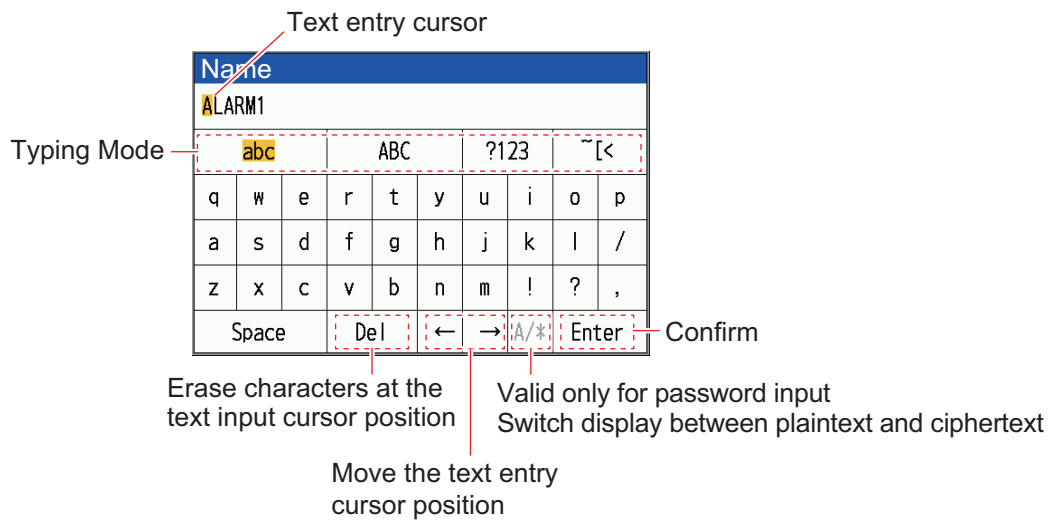 Text entry cursor
Name
ALARM1
Typing Mode
abc ABC ?123 ~[<
q w e r t y u i o p
a s d f g h j k l /
z x c v b n m ! ? ,
Space Del ← → A/* Enter
Confirm
Erase characters at the
text input cursor position
Valid only for password input
Switch display between plaintext and ciphertext
Move the text entry
cursor position